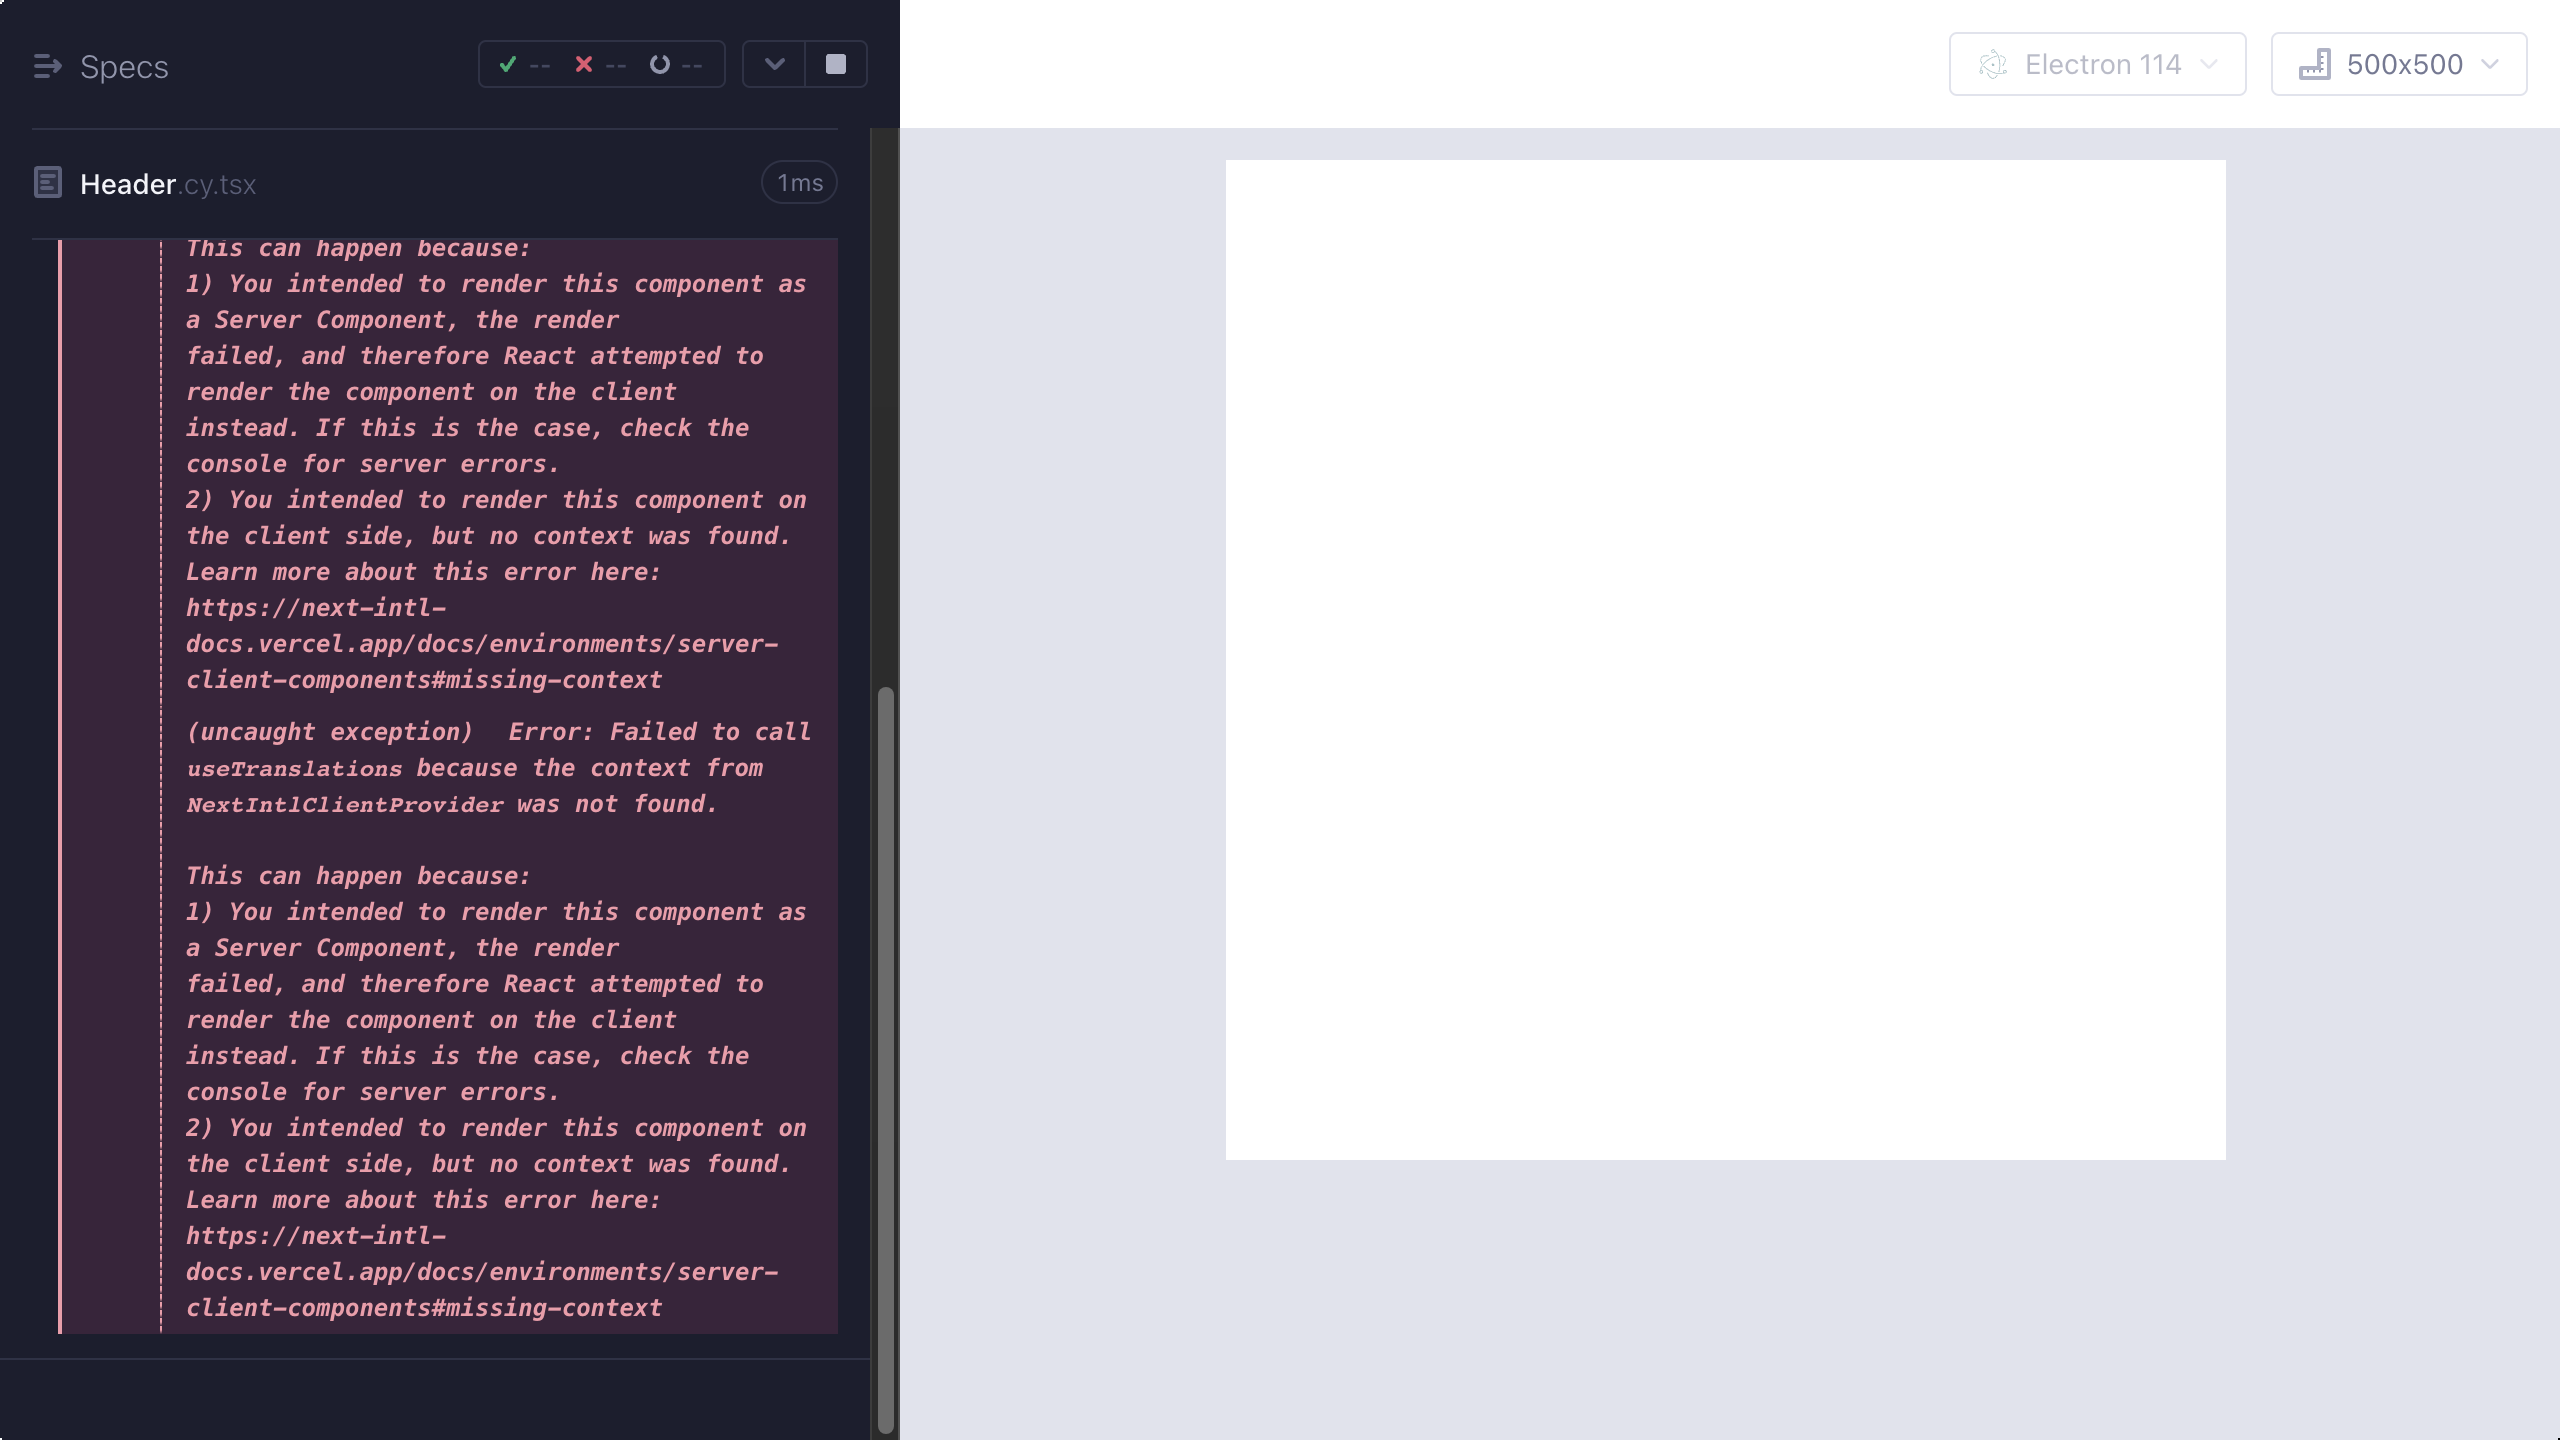 Specs
-- -- --
Electron 114
500x500
Header.cy.tsx
1ms
This can happen because:
1) You intended to render this component as
a Server Component, the render
failed, and therefore React attempted to
render the component on the client
instead. If this is the case, check the
console for server errors.
2) You intended to render this component on
the client side, but no context was found.
Learn more about this error here:
https://next-intl-
docs.vercel.app/docs/environments/server-
client-components#missing-context
(uncaught exception) Error: Failed to call
useTranslations because the context from
NextIntlClientProvider was not found.
This can happen because:
1) You intended to render this component as
a Server Component, the render
failed, and therefore React attempted to
render the component on the client
instead. If this is the case, check the
console for server errors.
2) You intended to render this component on
the client side, but no context was found.
Learn more about this error here:
https://next-intl-
docs.vercel.app/docs/environments/server-
client-components#missing-context